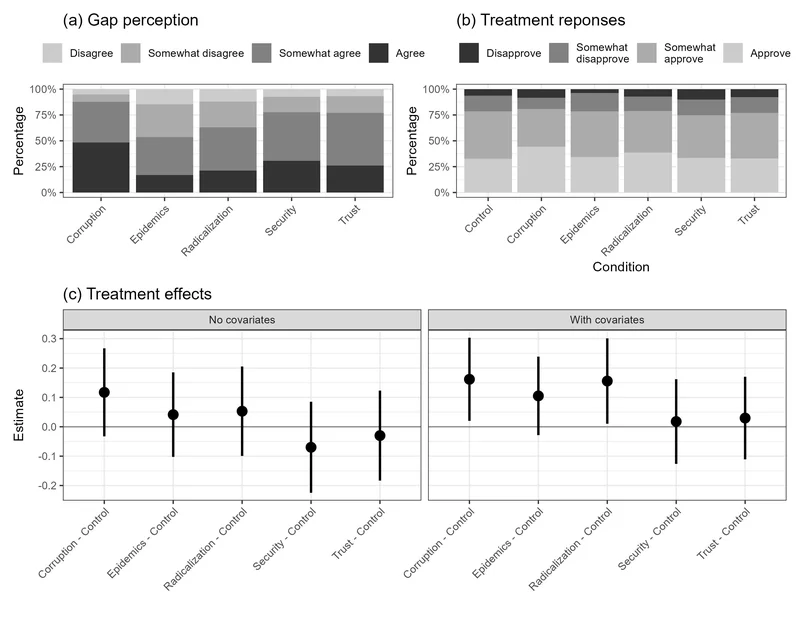 (a) Gap perception
Disagree
Somewhat disagree
Somewhat agree
Agree
Percentage
100%
75%
50%
25%
0%
Corruption
Epidemics
Radicalization
Security
Trust
(b) Treatment reponses
Disapprove
Somewhat
disapprove
Somewhat
approve
Approve
Percentage
100%
75%
50%
25%
0%
Control
Corruption
Epidemics
Radicalization
Security
Trust
Condition
(c) Treatment effects
No covariates
With covariates
Estimate
0.3
0.2
0.1
0.0
-0.1
-0.2
Corruption - Control
Epidemics - Control
Radicalization - Control
Security - Control
Trust - Control
Corruption - Control
Epidemics - Control
Radicalization - Control
Security - Control
Trust - Control